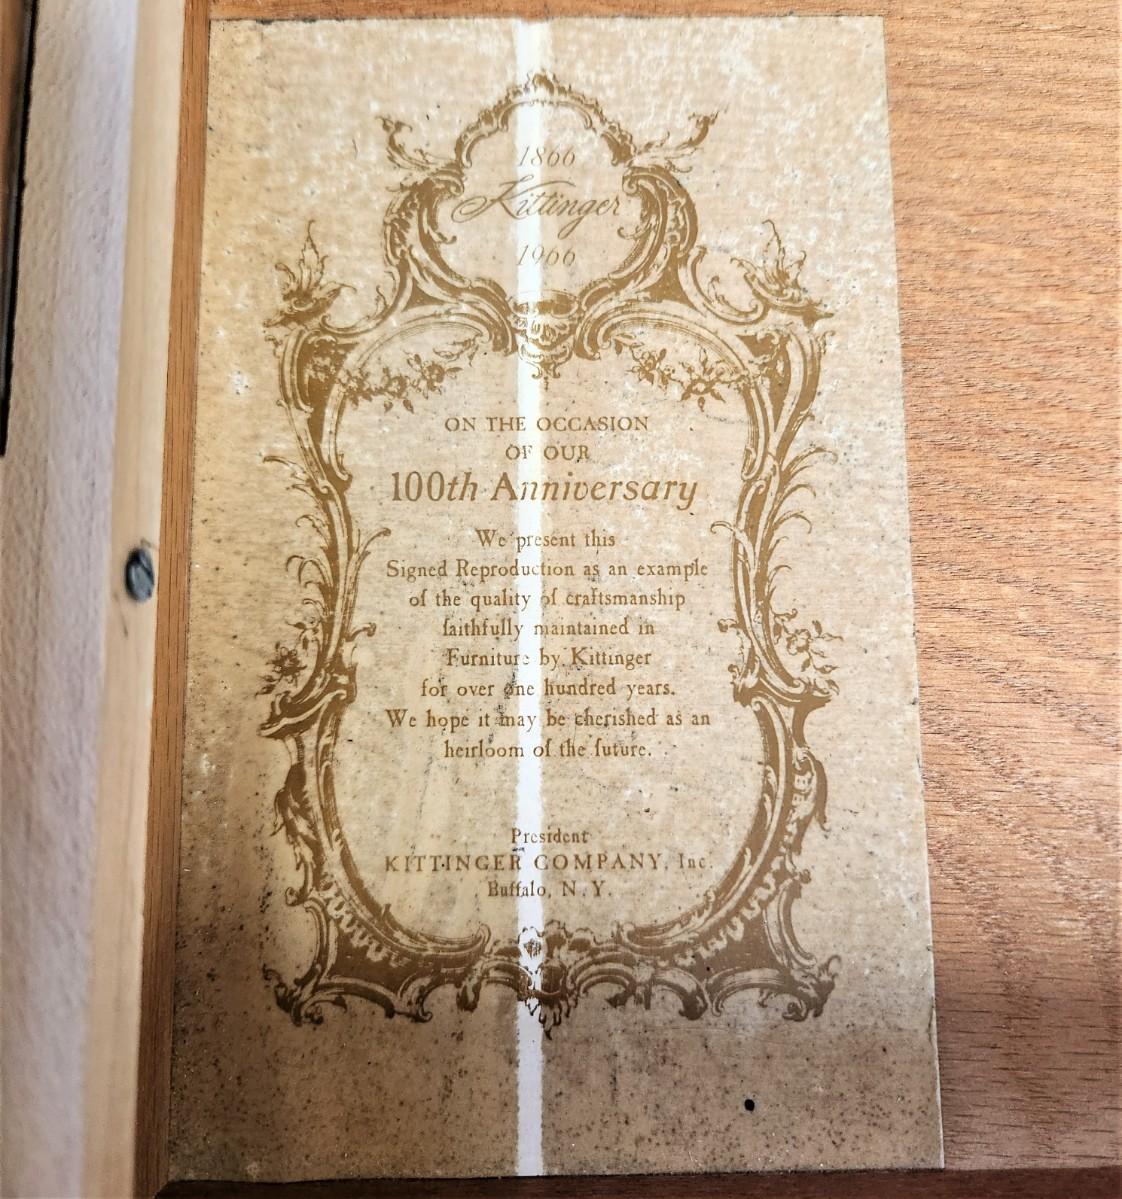 1866
Kittinger
1966
ON THE OCCASION
OF OUR
100th Anniversary
We present this
Signed Reproduction as an example
of the quality of craftsmanship
faithfully maintained in
Furniture by Kittinger
for over one hundred years.
We hope it may be cherished as an
heirloom of the future.
President
KITTINGER COMPANY, Inc.
Buffalo, N. Y.